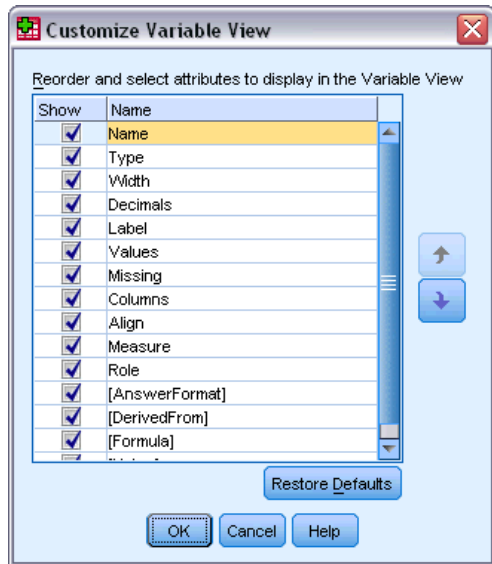 Customize Variable View
Reorder and select attributes to display in the Variable View
Show Name
Name
Type
Width
Decimals
Label
Values
Missing
Columns
Align
Measure
Role
[AnswerFormat]
[DerivedFrom]
[Formula]
Restore Defaults
OK Cancel Help